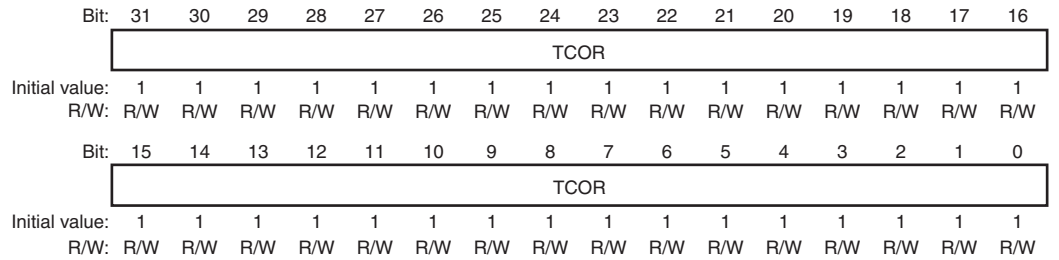 Bit: 31 30 29 28 27 26 25 24 23 22 21 20 19 18 17 16
TCOR
Initial value: 1 1 1 1 1 1 1 1 1 1 1 1 1 1 1 1
R/W: R/W R/W R/W R/W R/W R/W R/W R/W R/W R/W R/W R/W R/W R/W R/W R/W
Bit: 15 14 13 12 11 10 9 8 7 6 5 4 3 2 1 0
TCOR
Initial value: 1 1 1 1 1 1 1 1 1 1 1 1 1 1 1 1
R/W: R/W R/W R/W R/W R/W R/W R/W R/W R/W R/W R/W R/W R/W R/W R/W R/W